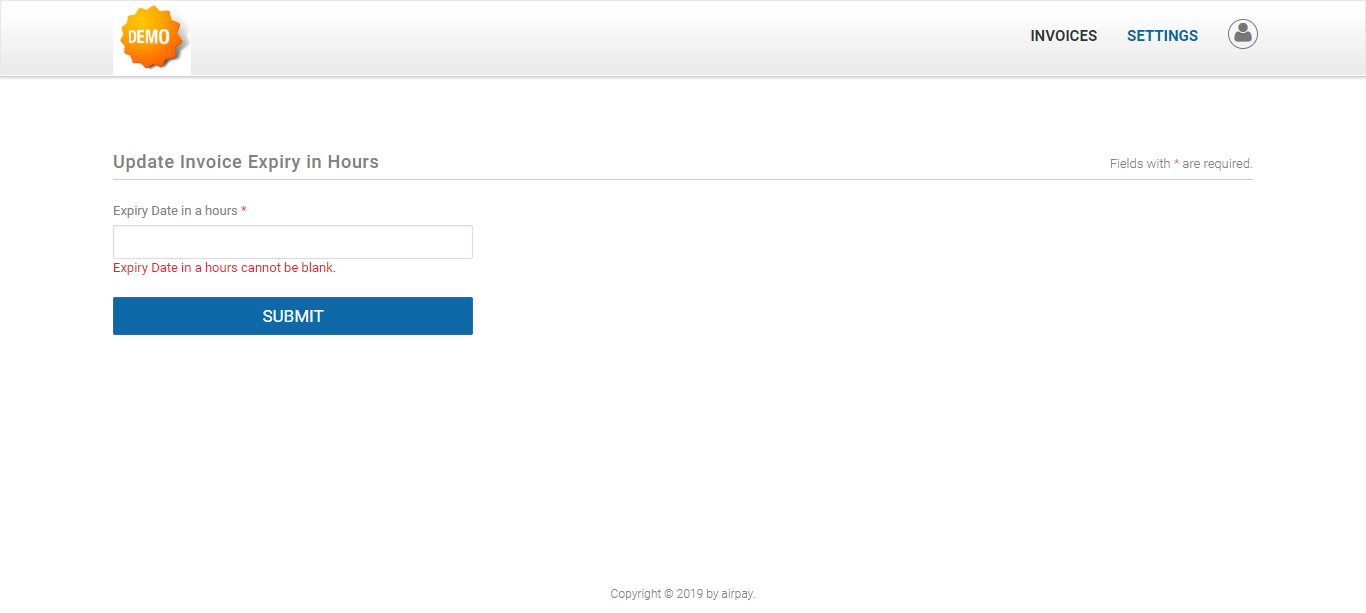 DEMO
INVOICES SETTINGS
Update Invoice Expiry in Hours
Fields with * are required.
Expiry Date in a hours *
Expiry Date in a hours cannot be blank.
SUBMIT
Copyright © 2019 by airpay.